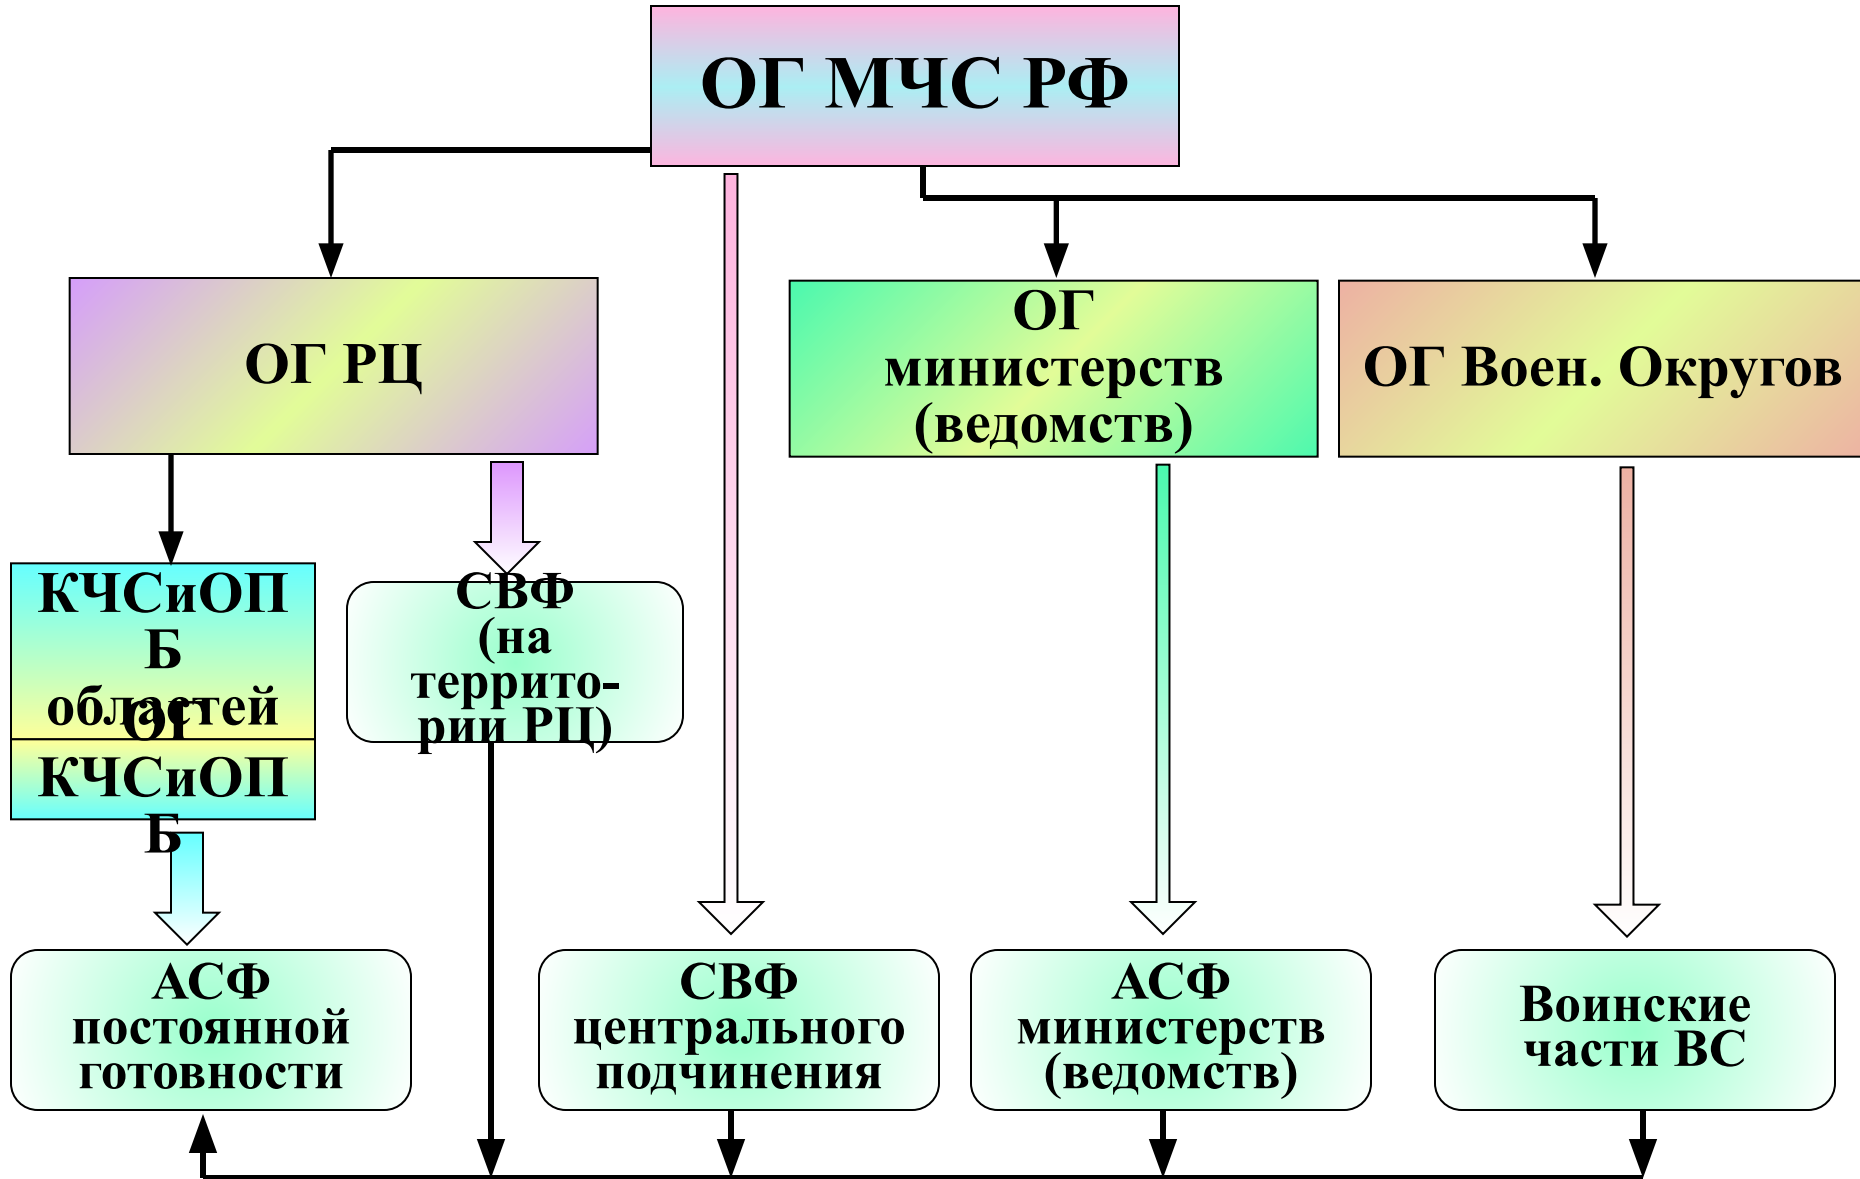 ОГ МЧС РФ
ОГ РЦ
ОГ
министерств
(ведомств)
ОГ Воен. Округов
КЧСиОП
Б
областей
ОГ
КЧСиОП
Б
СВФ
(на
террито-
рии РЦ)
АСФ
постоянной
готовности
СВФ
центрального
подчинения
АСФ
министерств
(ведомств)
Воинские
части ВС